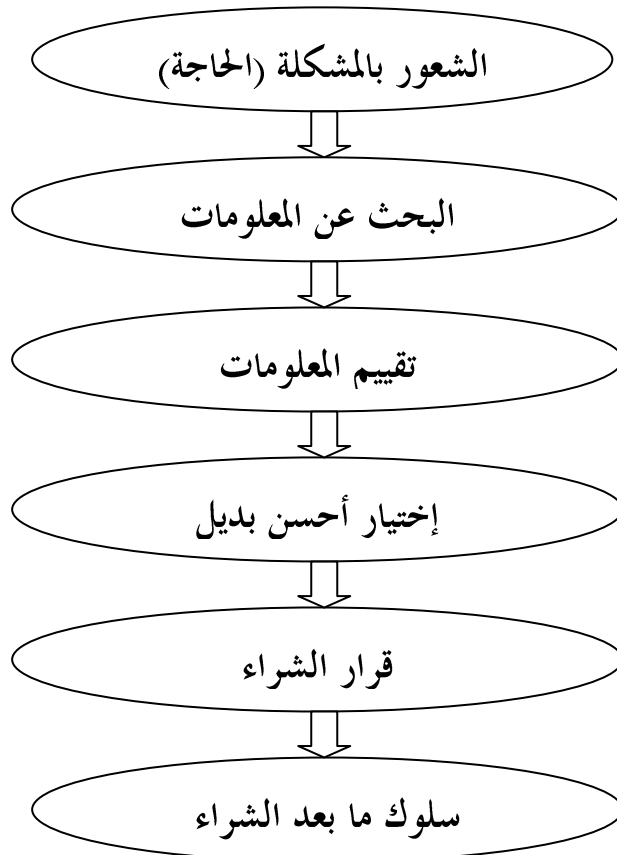 الشعور بالمشكلة (الحاجة)
البحث عن المعلومات
تقييم المعلومات
إختيار أحسن بديل
قرار الشراء
سلوك ما بعد الشراء